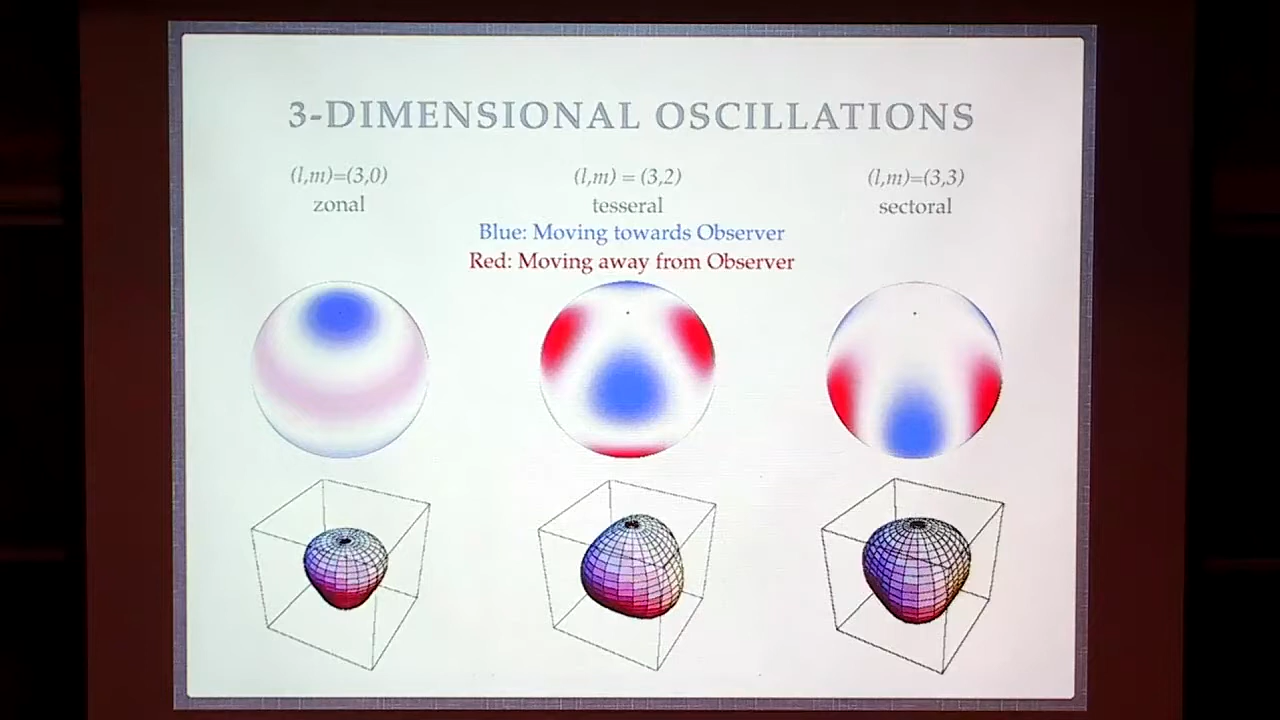 3-DIMENSIONAL OSCILLATIONS
(l,m)=(3,0)
zonal
(l,m) = (3,2)
tesseral
(l,m)=(3,3)
sectoral
Blue: Moving towards Observer
Red: Moving away from Observer